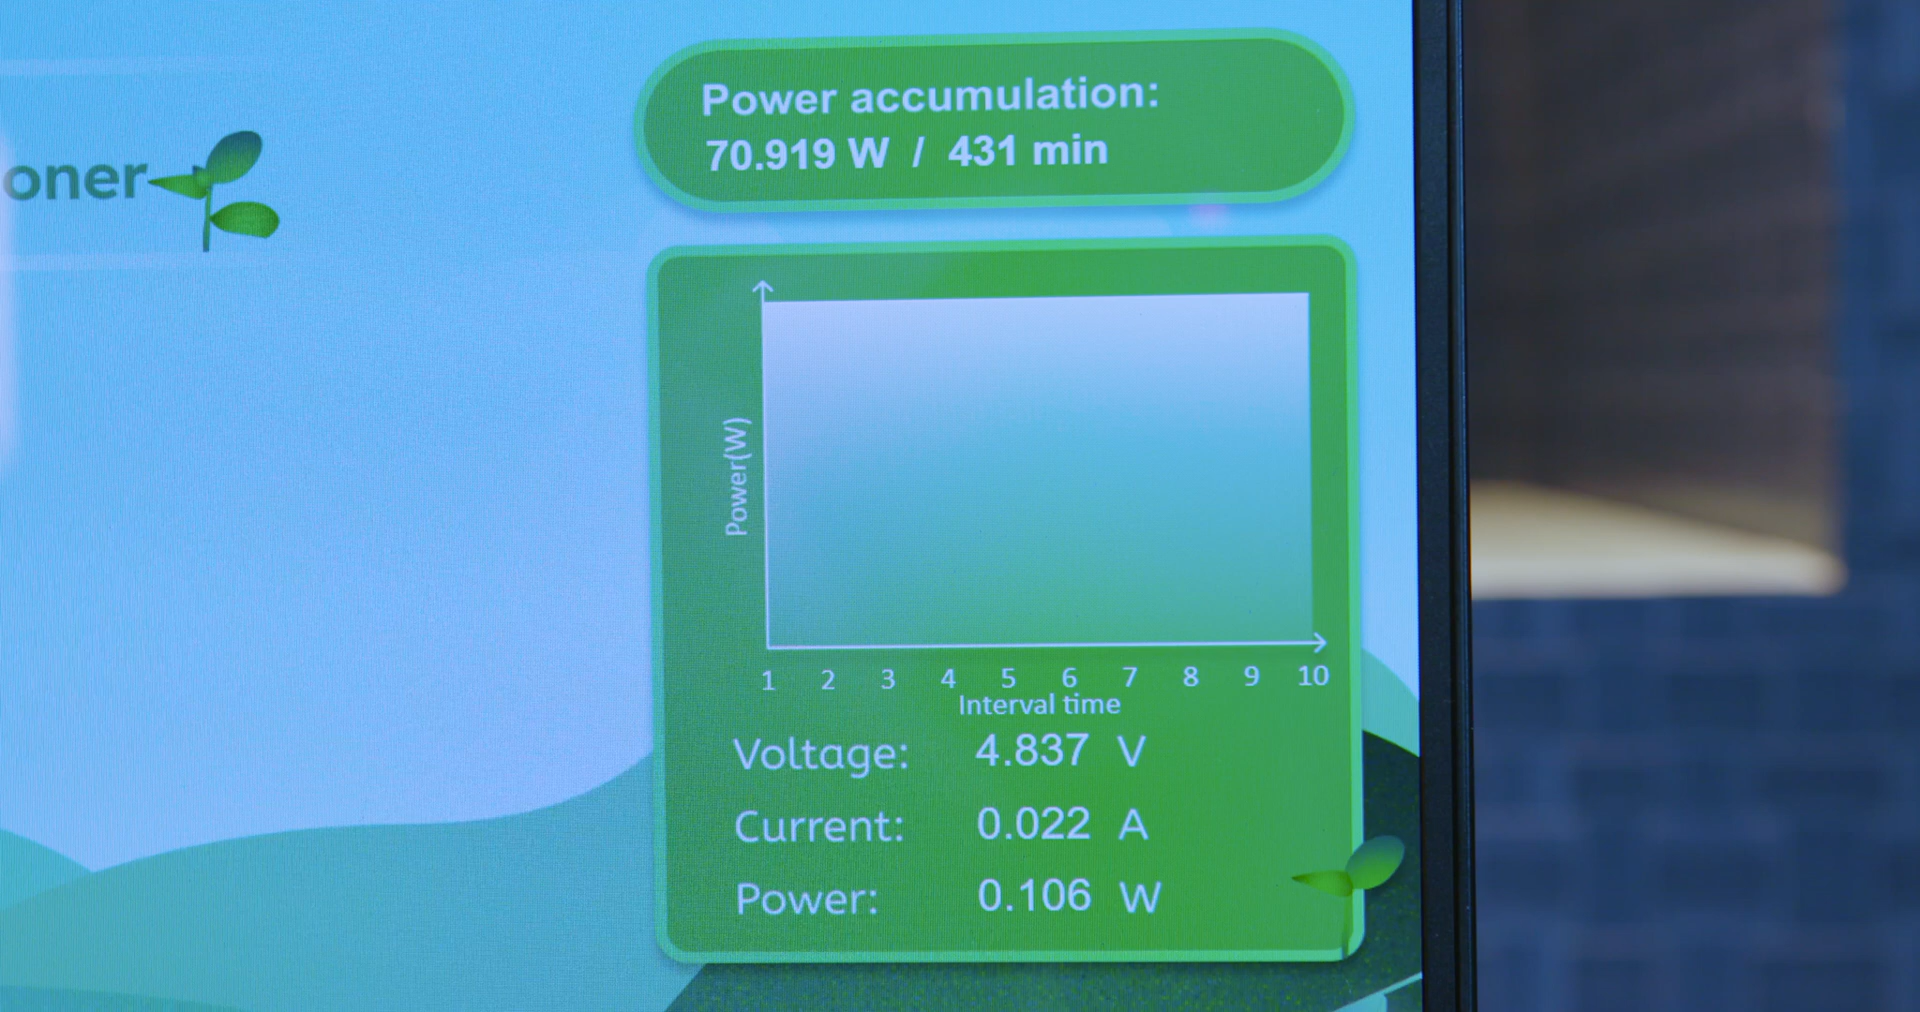 oner
Power accumulation:
70.919 W / 431 min
Power(W)
1 2 3 4 5 6 7 8 9 10
Interval time
Voltage: 4.837 V
Current: 0.022 A
Power: 0.106 W